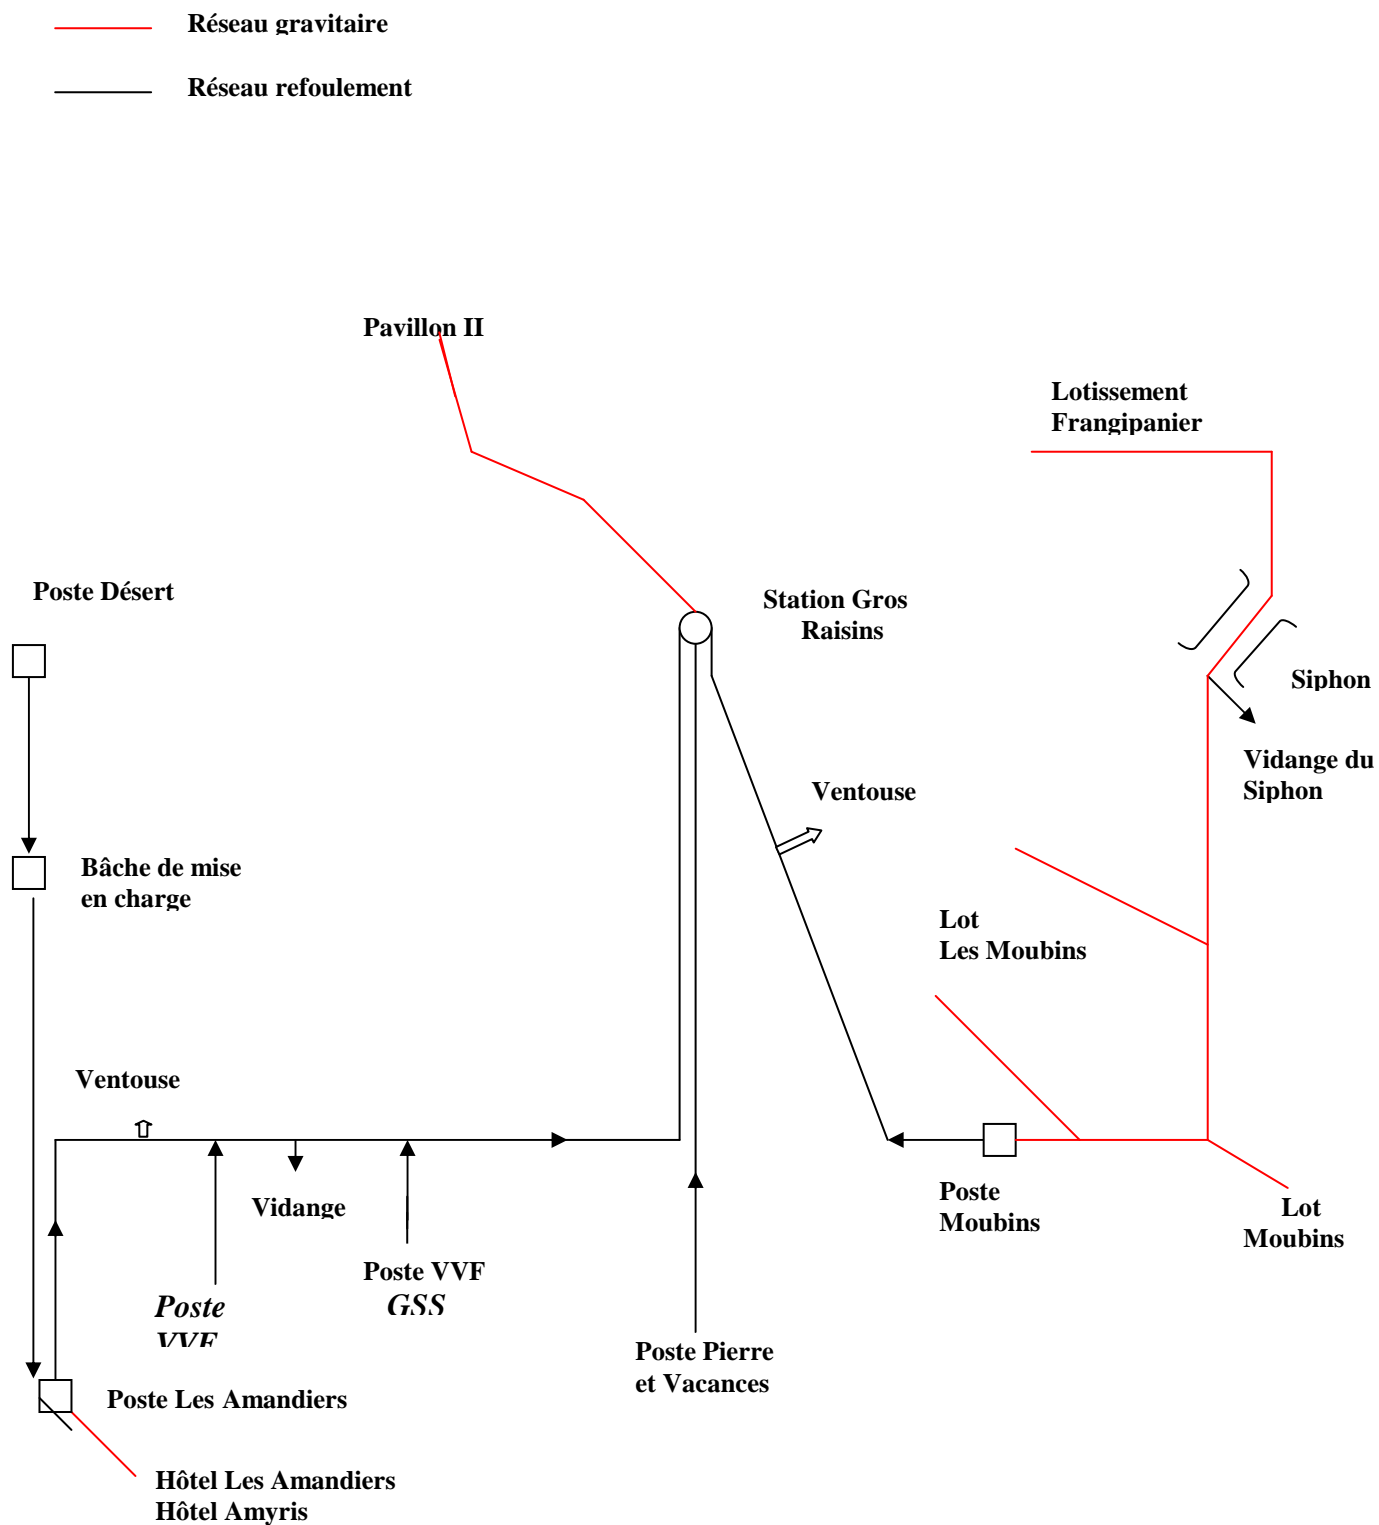 Réseau gravitaire
Réseau refoulement
Pavillon II
Lotissement
Frangipanier
Poste Désert
Station Gros
Raisins
Siphon
Vidange du
Siphon
Ventouse
Bâche de mise
en charge
Lot
Les Moubins
Ventouse
Vidange
Poste
Moubins
Lot
Moubins
Poste VVF
GSS
Poste
VVF
Poste Pierre
et Vacances
Poste Les Amandiers
Hôtel Les Amandiers
Hôtel Amyris